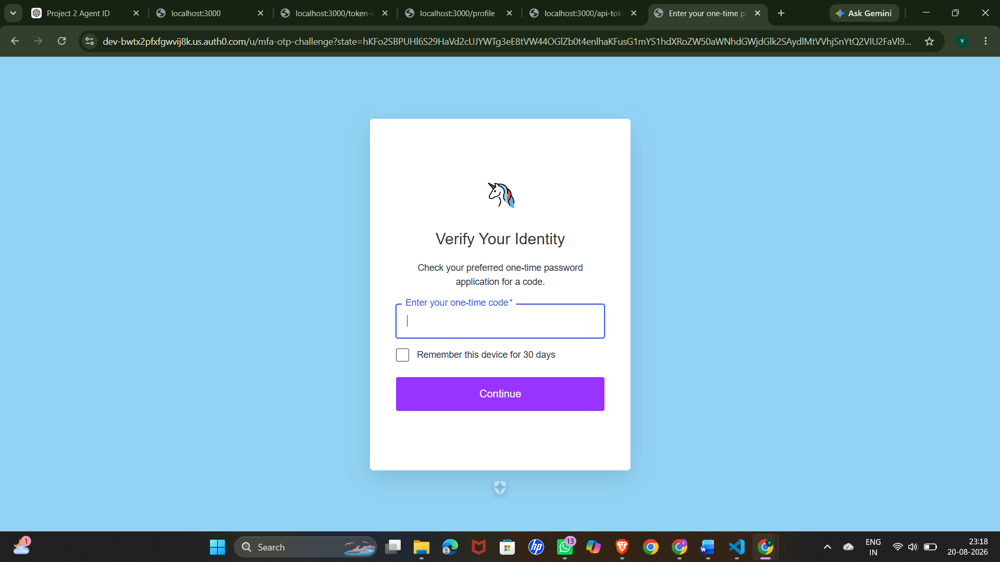 Project 2 Agent ID
localhost:3000
localhost:3000/token-i
localhost:3000/profile
localhost:3000/api-tok
Enter your one-time p
Ask Gemini
dev-bwtx2pfxfgwvij8k.us.auth0.com/u/mfa-otp-challenge?state=
V
Verify Your Identity
Check your preferred one-time password
application for a code.
Enter your one-time code*
Remember this device for 30 days
Continue
1
Search
hp
13
V
W
V
ENG
IN
23:18
20-08-2026